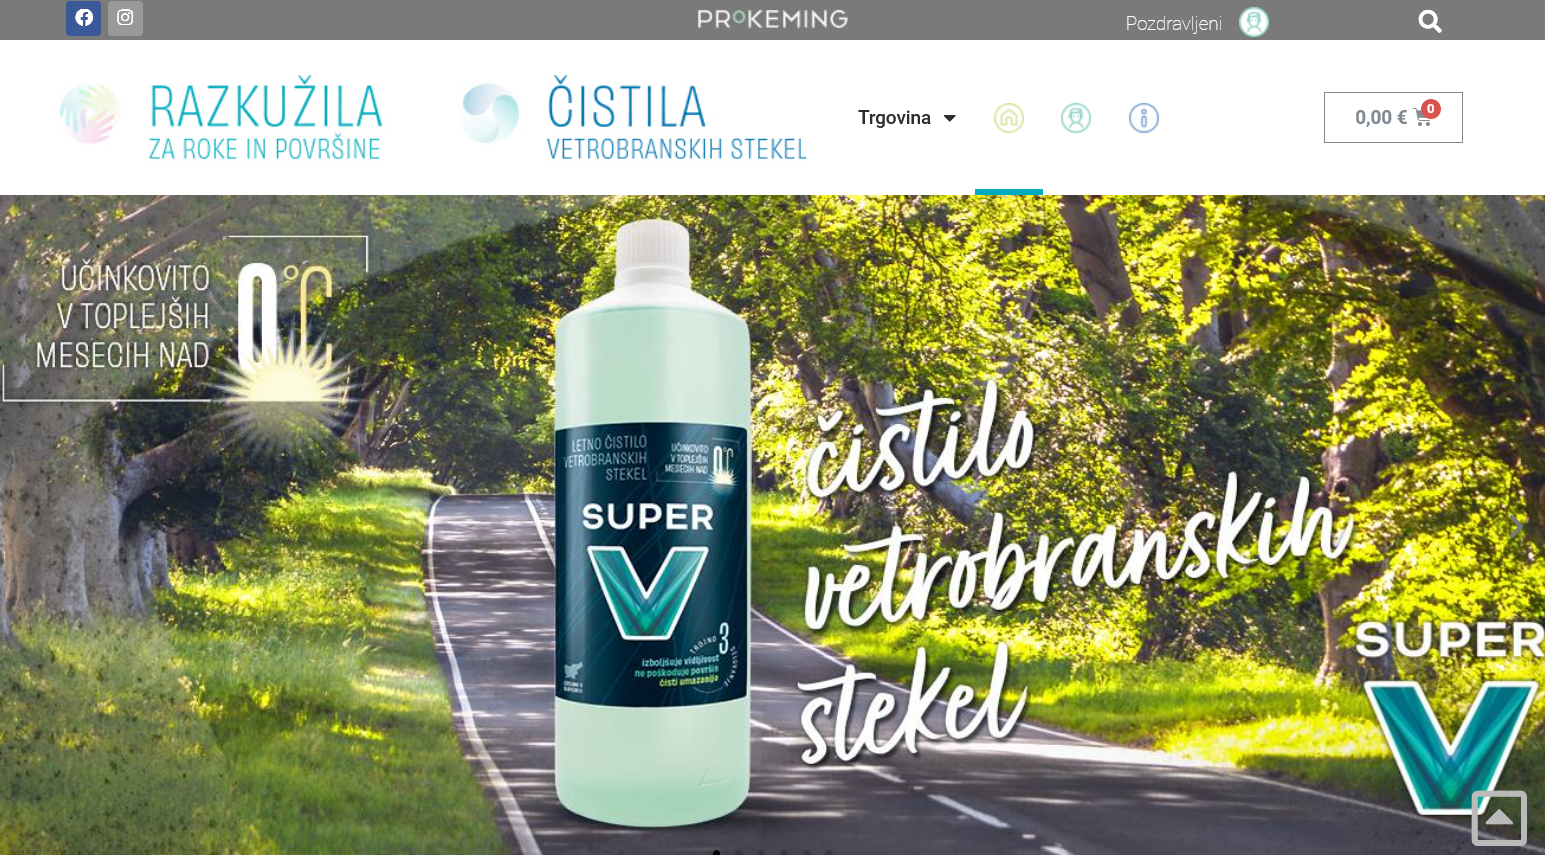 PROKEMING
Pozdravljeni
RAZKUŽILA
ZA ROKE IN POVRŠINE
ČISTILA
VETROBRANSKIH STEKEL
Trgovina
0,00 €
0
UČINKOVITO
V TOPLEJŠIH
MESECIH NAD
0°C
LETNO ČISTILO
VETROBRANSKIH
STEKEL
UČINKOVITO
V TOPLEJŠIH
MESECIH NAD
0°C
SUPER
V
TROJNO
3
DELOVANJE
izboljšuje vidljivost
ne poškoduje površin
čisti umazanijo
čistilo
vetrobranskih
stekel
SUPER
V